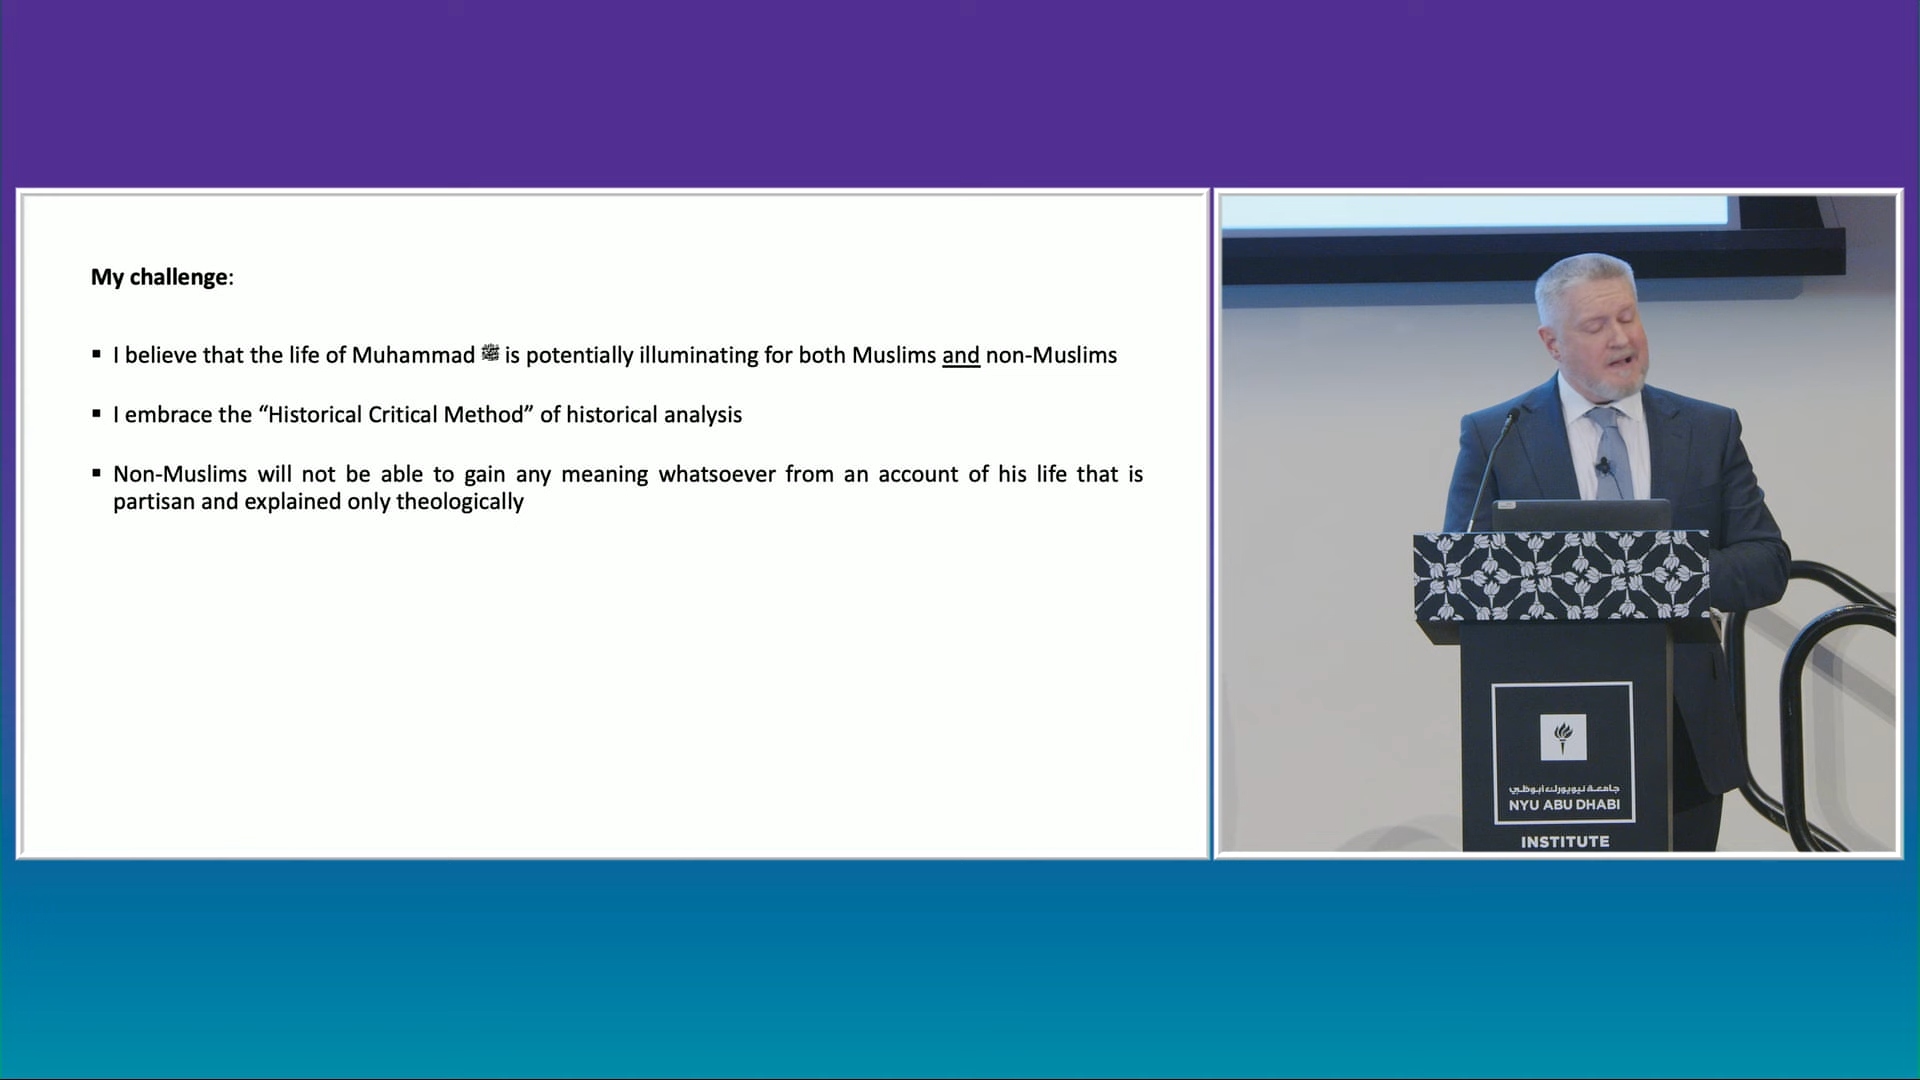 My challenge:
▪ I believe that the life of Muhammad ﷺ is potentially illuminating for both Muslims and non-Muslims
▪ I embrace the “Historical Critical Method” of historical analysis
▪ Non-Muslims will not be able to gain any meaning whatsoever from an account of his life that is
partisan and explained only theologically
جامعة نيويورك أبوظبي
NYU ABU DHABI
INSTITUTE